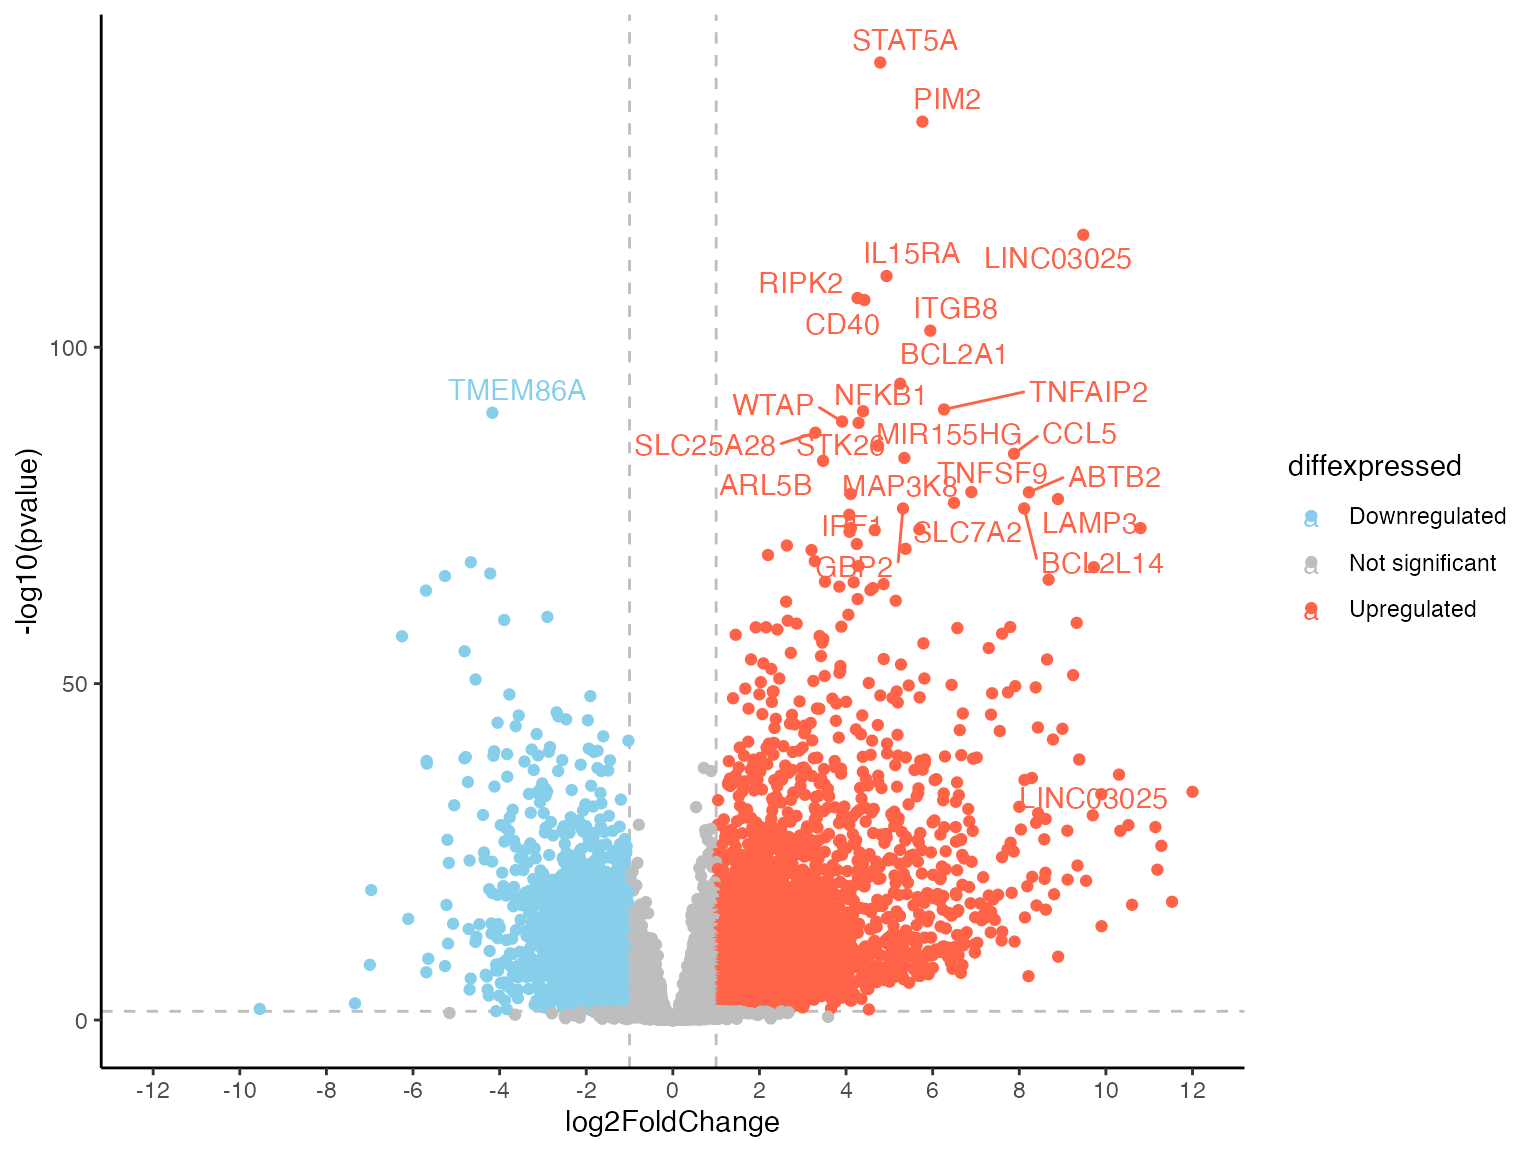 STAT5A
PIM2
LINC03025
IL15RA
RIPK2
CD40
ITGB8
BCL2A1
TMEM86A
NFKB1
TNFAIP2
WTAP
SLC25A28
STK26
MIR155HG
CCL5
ARL5B
MAP3K8
TNFSF9
ABTB2
IRF1
SLC7A2
LAMP3
GBP2
BCL2L14
LINC03025
100
50
0
-log10(pvalue)
-12 -10 -8 -6 -4 -2 0 2 4 6 8 10 12
log2FoldChange
diffexpressed
a Downregulated
a Not significant
a Upregulated